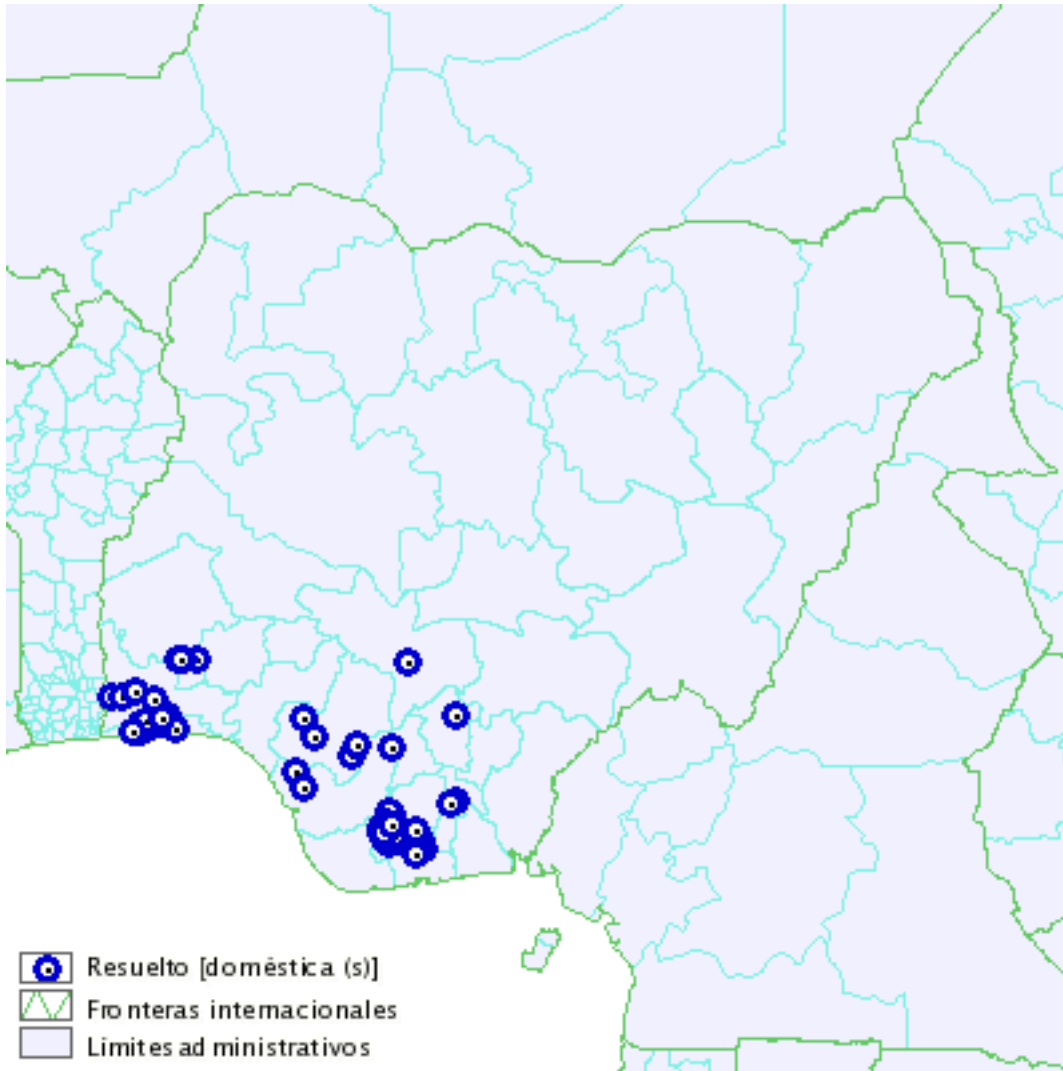 Resuelto [doméstica (s)]
Fronteras internacionales
Límites administrativos